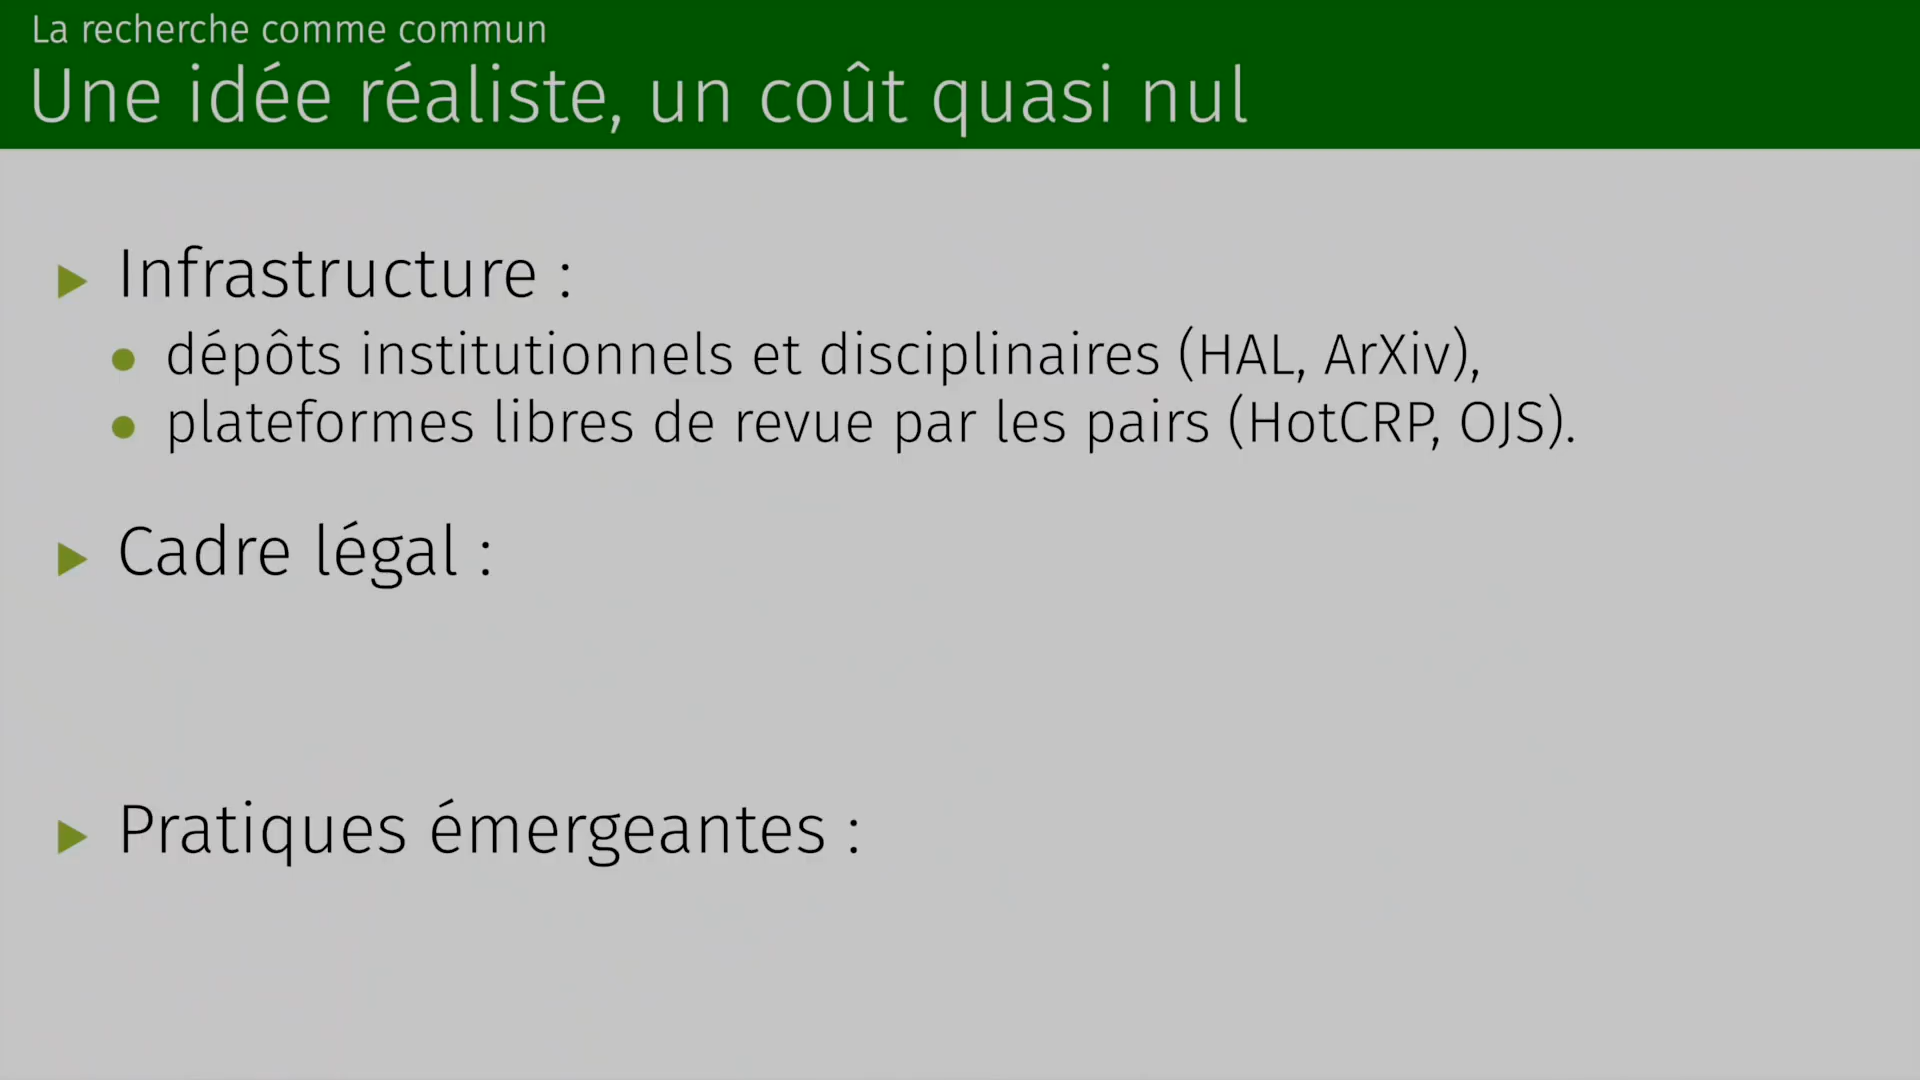 La recherche comme commun
Une idée réaliste, un coût quasi nul
Infrastructure :
dépôts institutionnels et disciplinaires (HAL, ArXiv),
plateformes libres de revue par les pairs (HotCRP, OJS).
Cadre légal :
Pratiques émergeantes :